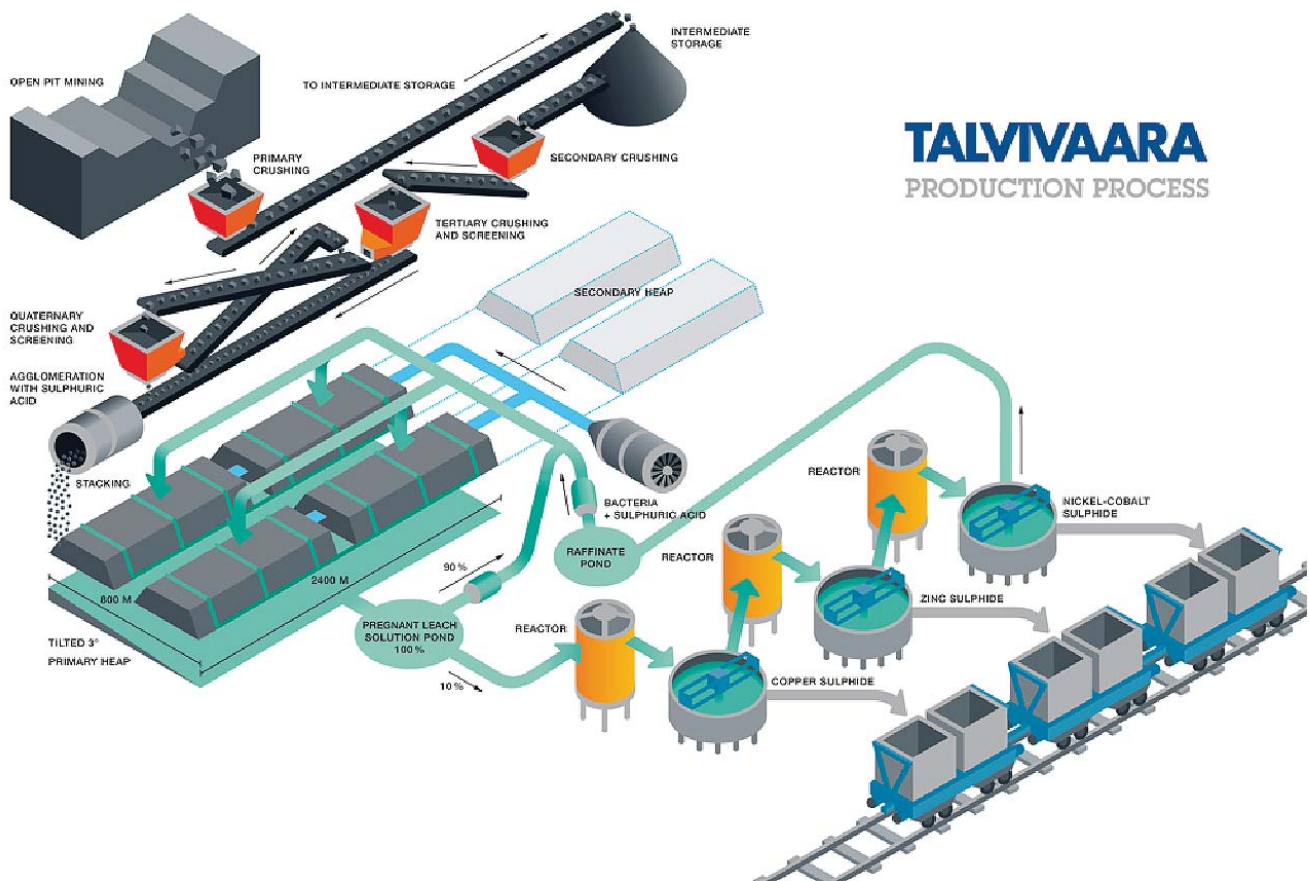 TALVIVAARA
PRODUCTION PROCESS
OPEN PIT MINING
PRIMARY
CRUSHING
TO INTERMEDIATE STORAGE
INTERMEDIATE
STORAGE
SECONDARY CRUSHING
TERTIARY CRUSHING
AND SCREENING
QUATERNARY
CRUSHING AND
SCREENING
AGGLOMERATION
WITH SULPHURIC
ACID
STACKING
SECONDARY HEAP
BACTERIA
+ SULPHURIC ACID
RAFFINATE
POND
90 %
2400 M
800 M
TILTED 3°
PRIMARY HEAP
PREGNANT LEACH
SOLUTION POND
100 %
10 %
REACTOR
REACTOR
REACTOR
NICKEL-COBALT
SULPHIDE
ZINC SULPHIDE
COPPER SULPHIDE